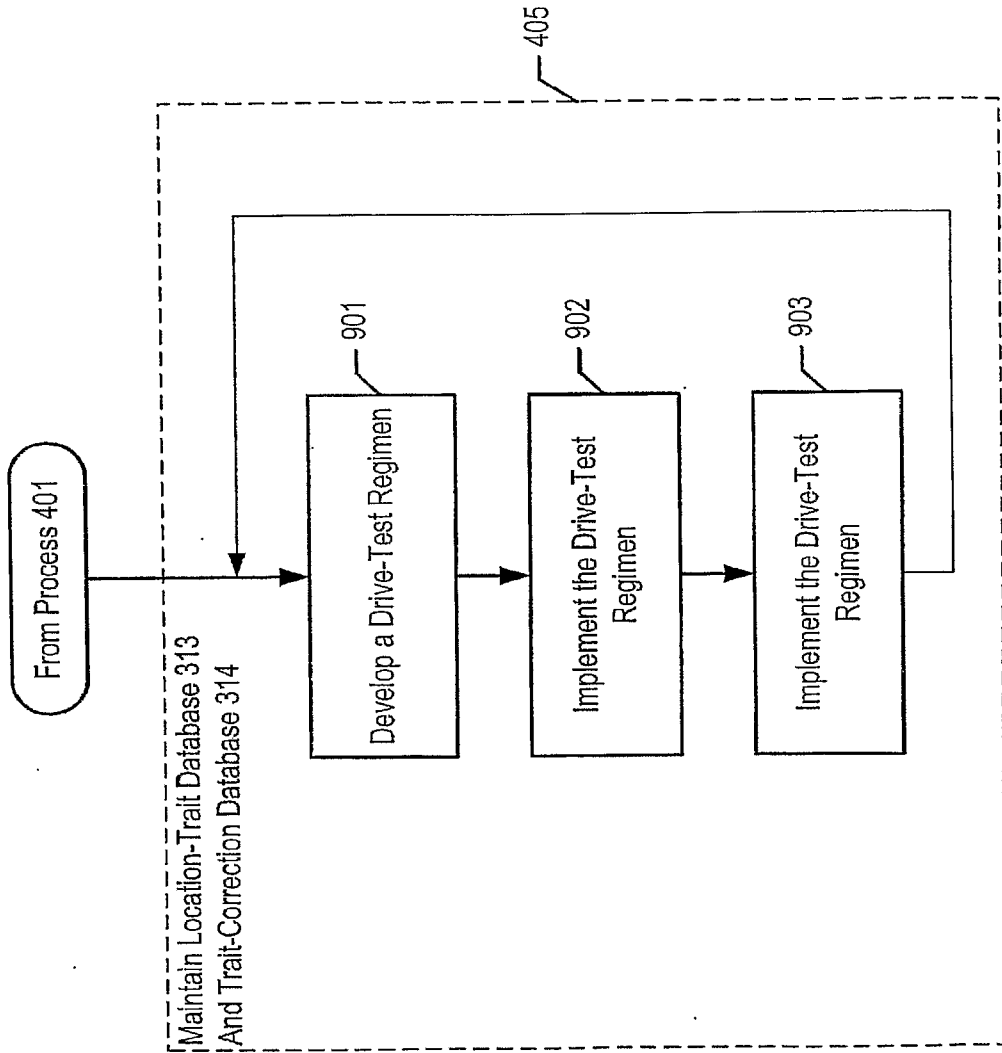 From Process 401
Maintain Location-Trait Database 313
And Trait-Correction Database 314
405
901
Develop a Drive-Test Regimen
902
Implement the Drive-Test
Regimen
903
Implement the Drive-Test
Regimen